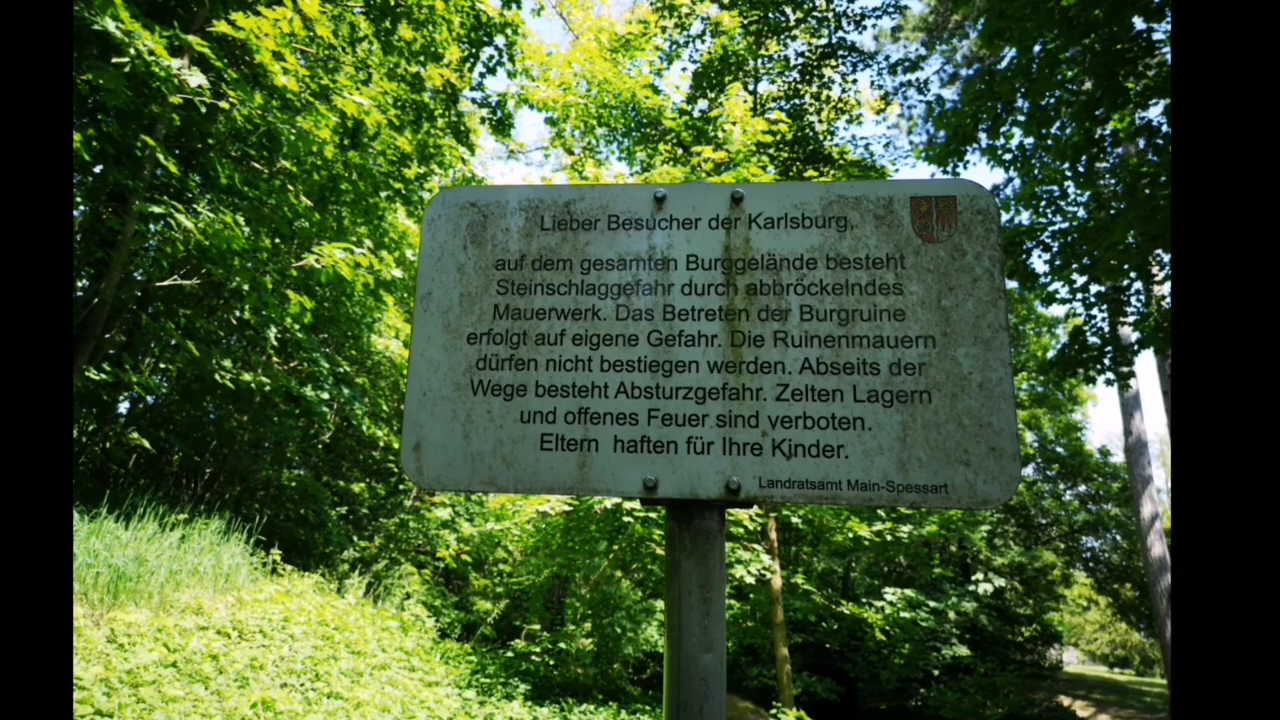 Lieber Besucher der Karlsburg,
auf dem gesamten Burggelände besteht
Steinschlaggefahr durch abbröckelndes
Mauerwerk. Das Betreten der Burgruine
erfolgt auf eigene Gefahr. Die Ruinenmauern
dürfen nicht bestiegen werden. Abseits der
Wege besteht Absturzgefahr. Zelten Lagern
und offenes Feuer sind verboten.
Eltern haften für Ihre Kinder.
Landratsamt Main-Spessart